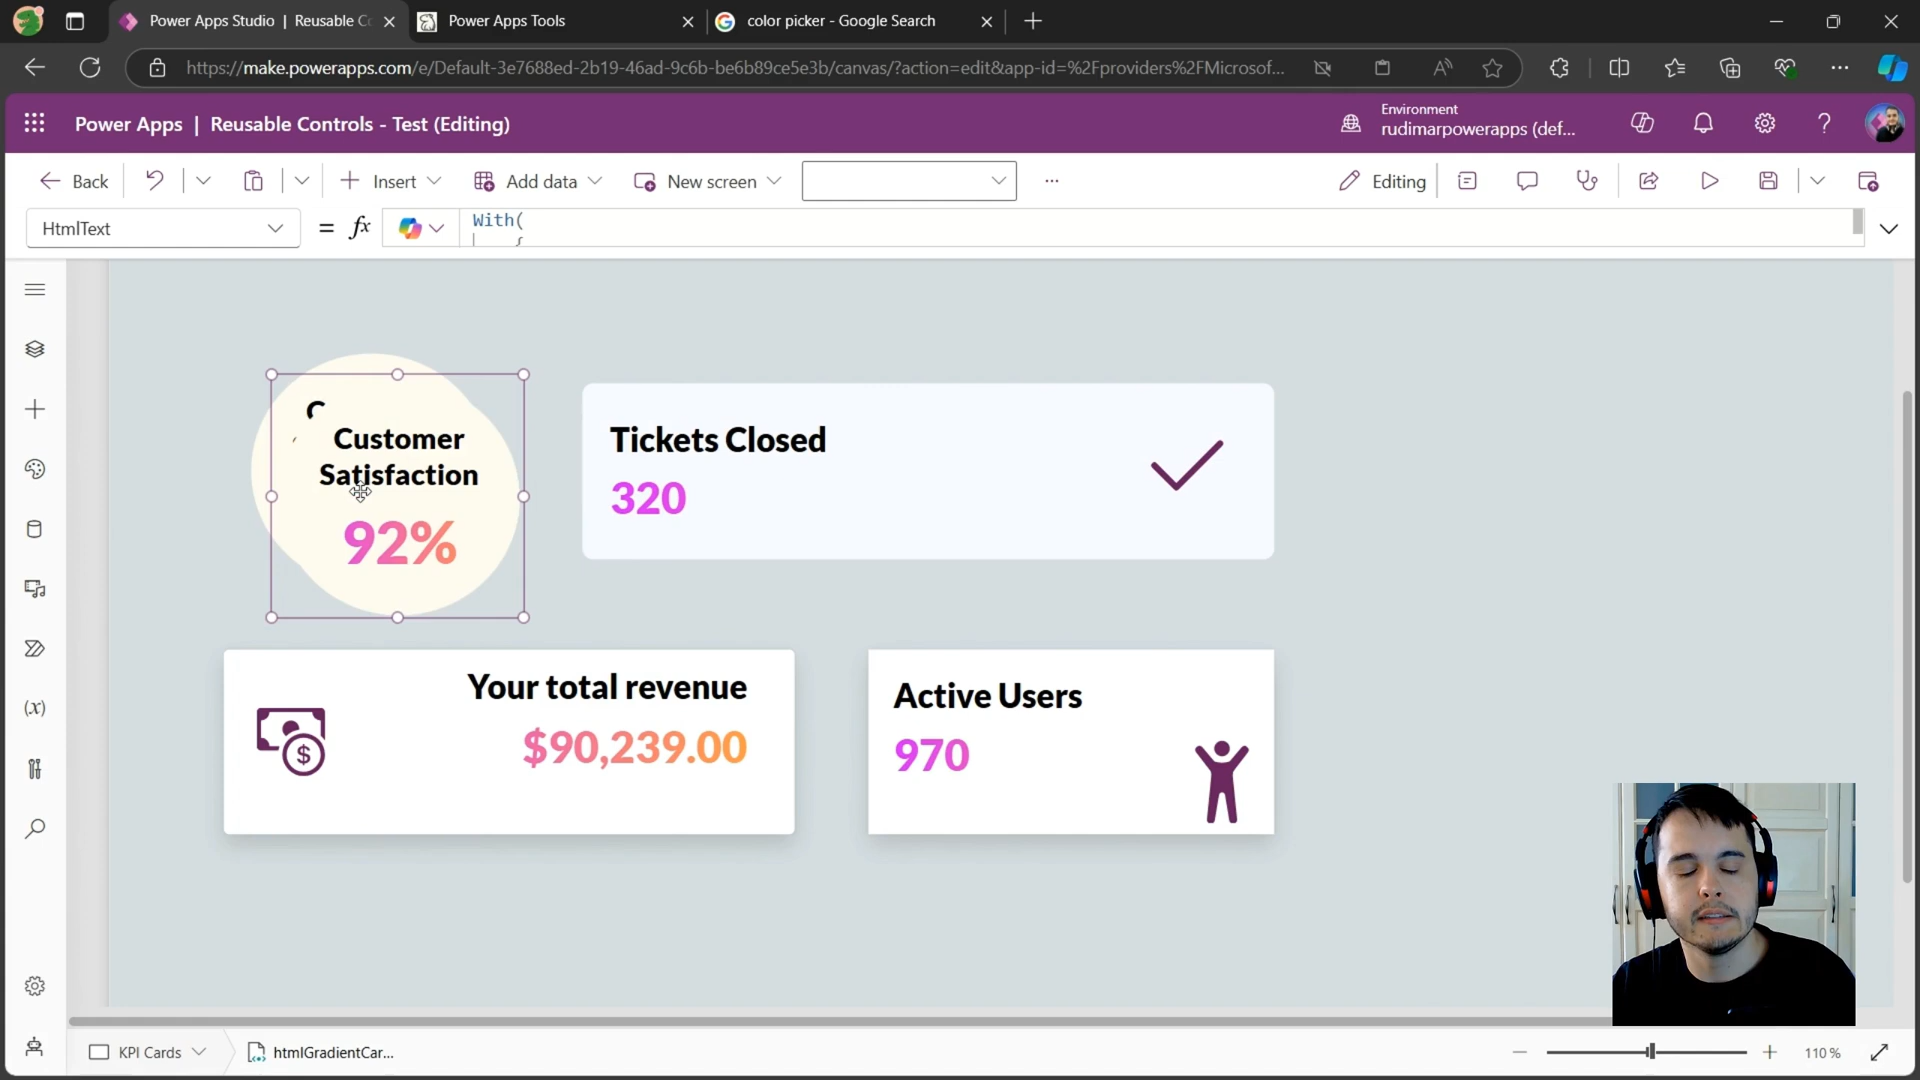 Power Apps Studio | Reusable Co
Power Apps Tools
color picker - Google Search
https://make.powerapps.com/e/Default-3e7688ed-2b19-46ad-9c6b-be6b89ce5e3b/canvas/?action=edit&app-id=%2Fproviders%2FMicrosof...
Power Apps | Reusable Controls - Test (Editing)
Environment
rudimarpowerapps (def...
Back
Insert
Add data
New screen
...
Editing
HtmlText
= fx
With(
{
C
Customer
Satisfaction
92%
Tickets Closed
320
Your total revenue
$90,239.00
$
Active Users
970
(x)
KPI Cards
htmlGradientCar...
110 %